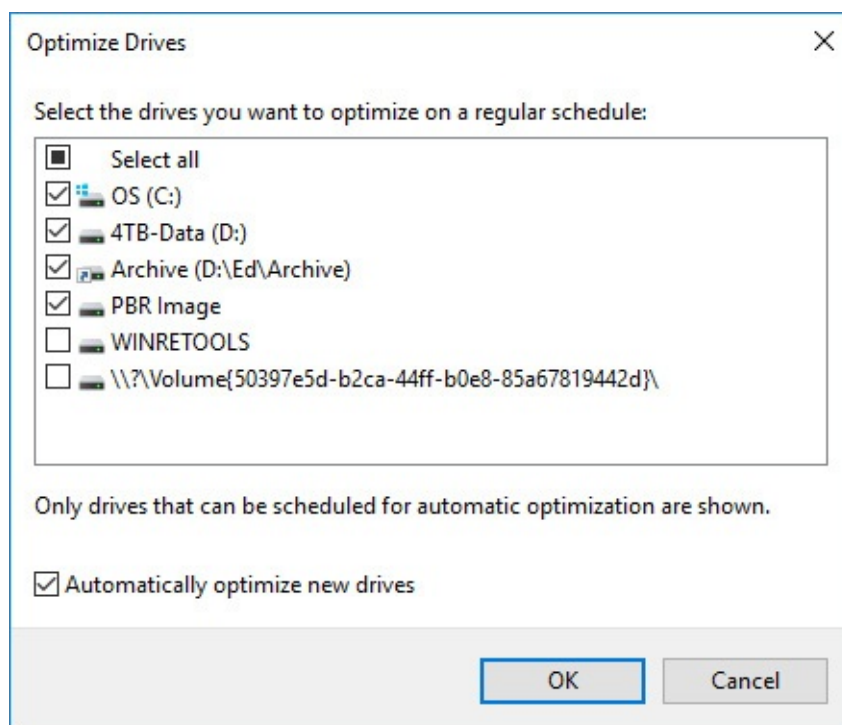 Optimize Drives
Select the drives you want to optimize on a regular schedule:
Select all
OS (C:)
4TB-Data (D:)
Archive (D:\Ed\Archive)
PBR Image
WINRETOOLS
\\?\Volume{50397e5d-b2ca-44ff-b0e8-85a67819442d}\
Only drives that can be scheduled for automatic optimization are shown.
Automatically optimize new drives
OK Cancel